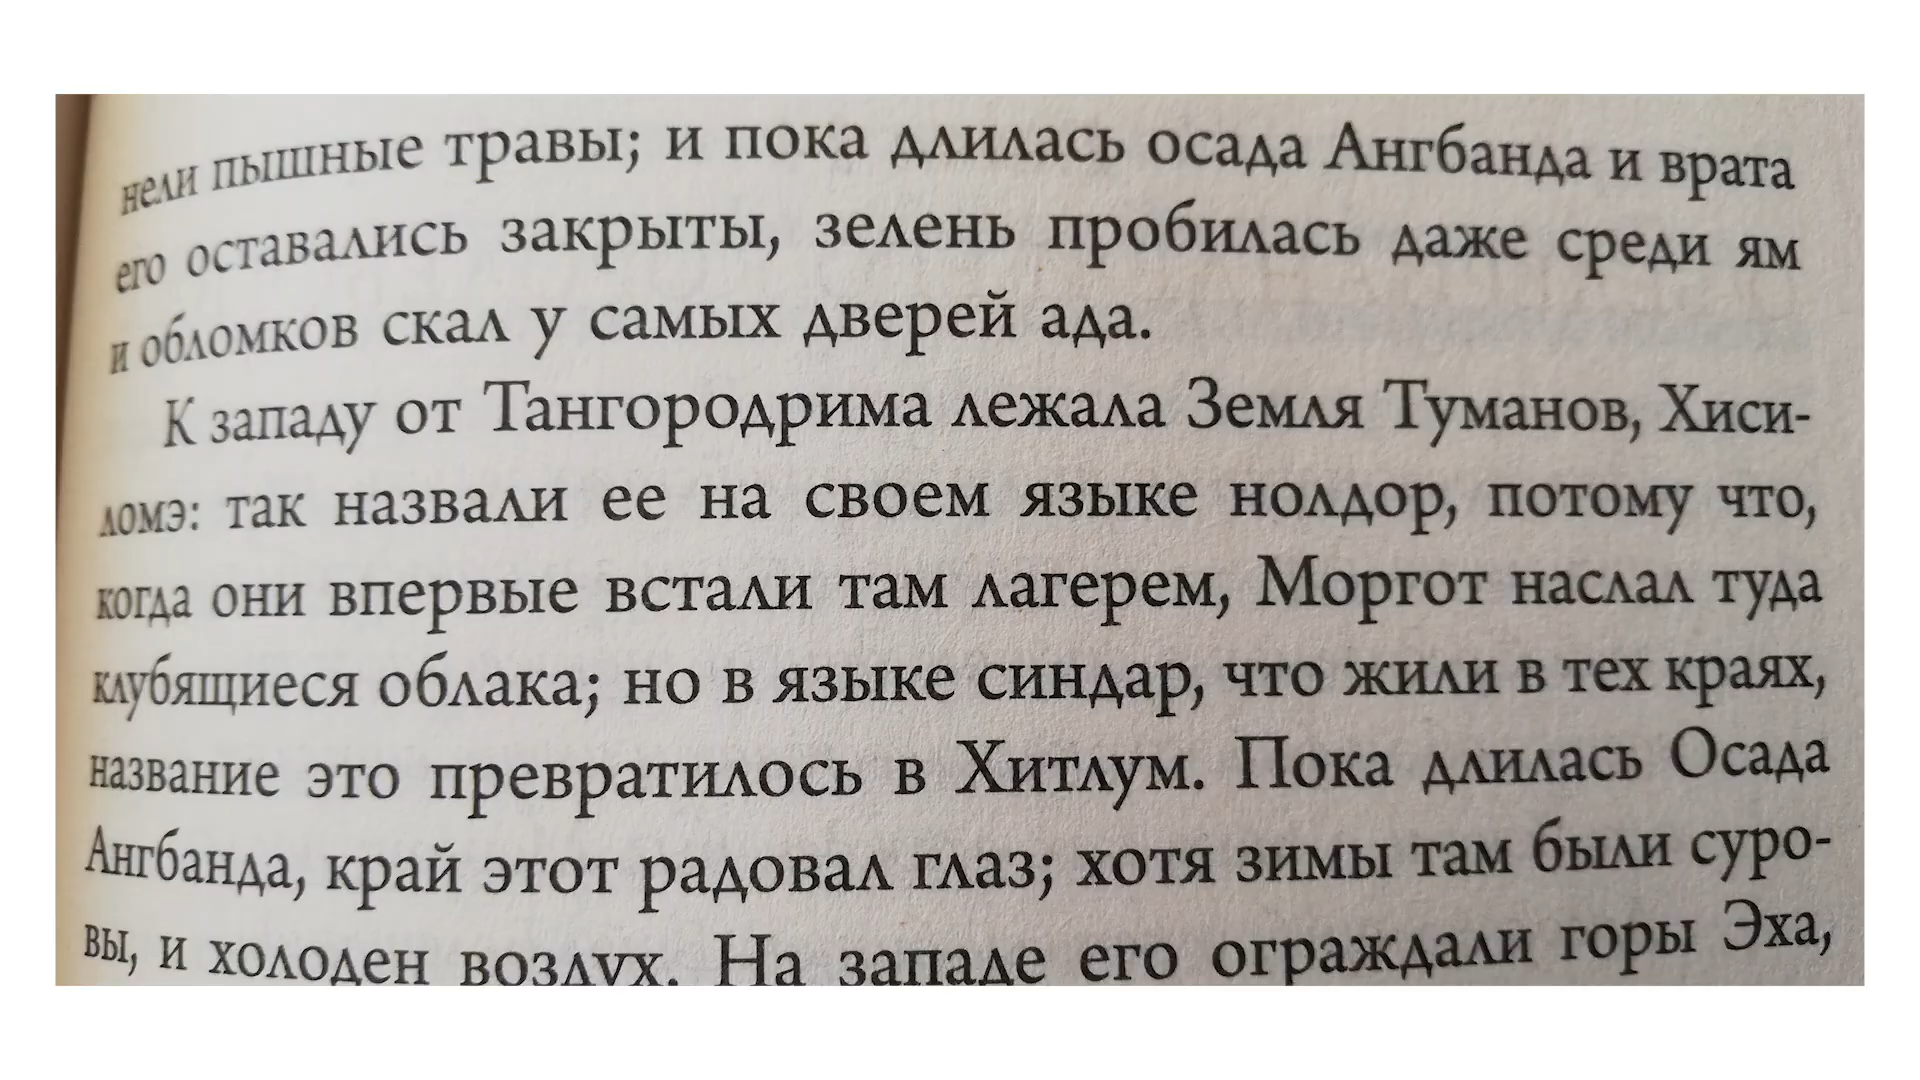 нели пышные травы; и пока длилась осада Ангбанда и врата
его оставались закрыты, зелень пробилась даже среди ям
и обломков скал у самых дверей ада.
К западу от Тангородрима лежала Земля Туманов, Хиси-
ломэ: так назвали ее на своем языке нолдор, потому что,
когда они впервые встали там лагерем, Моргот наслал туда
клубящиеся облака; но в языке синдар, что жили в тех краях,
название это превратилось в Хитлум. Пока длилась Осада
Ангбанда, край этот радовал глаз; хотя зимы там были суро-
вы, и холоден воздух. На западе его ограждали горы Эха,